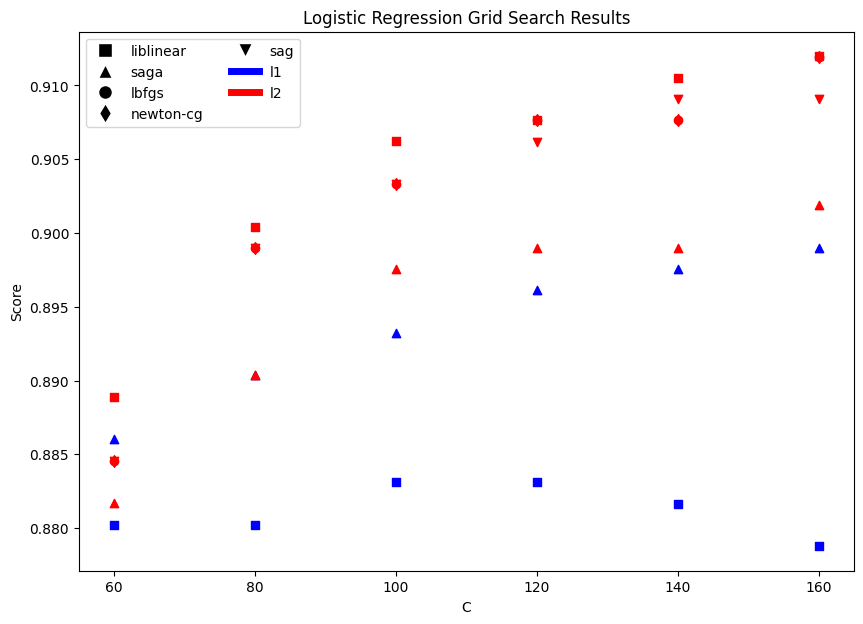 Logistic Regression Grid Search Results
liblinear
saga
lbfgs
newton-cg
sag
l1
l2
Score
0.910
0.905
0.900
0.895
0.890
0.885
0.880
60 80 100 120 140 160
C